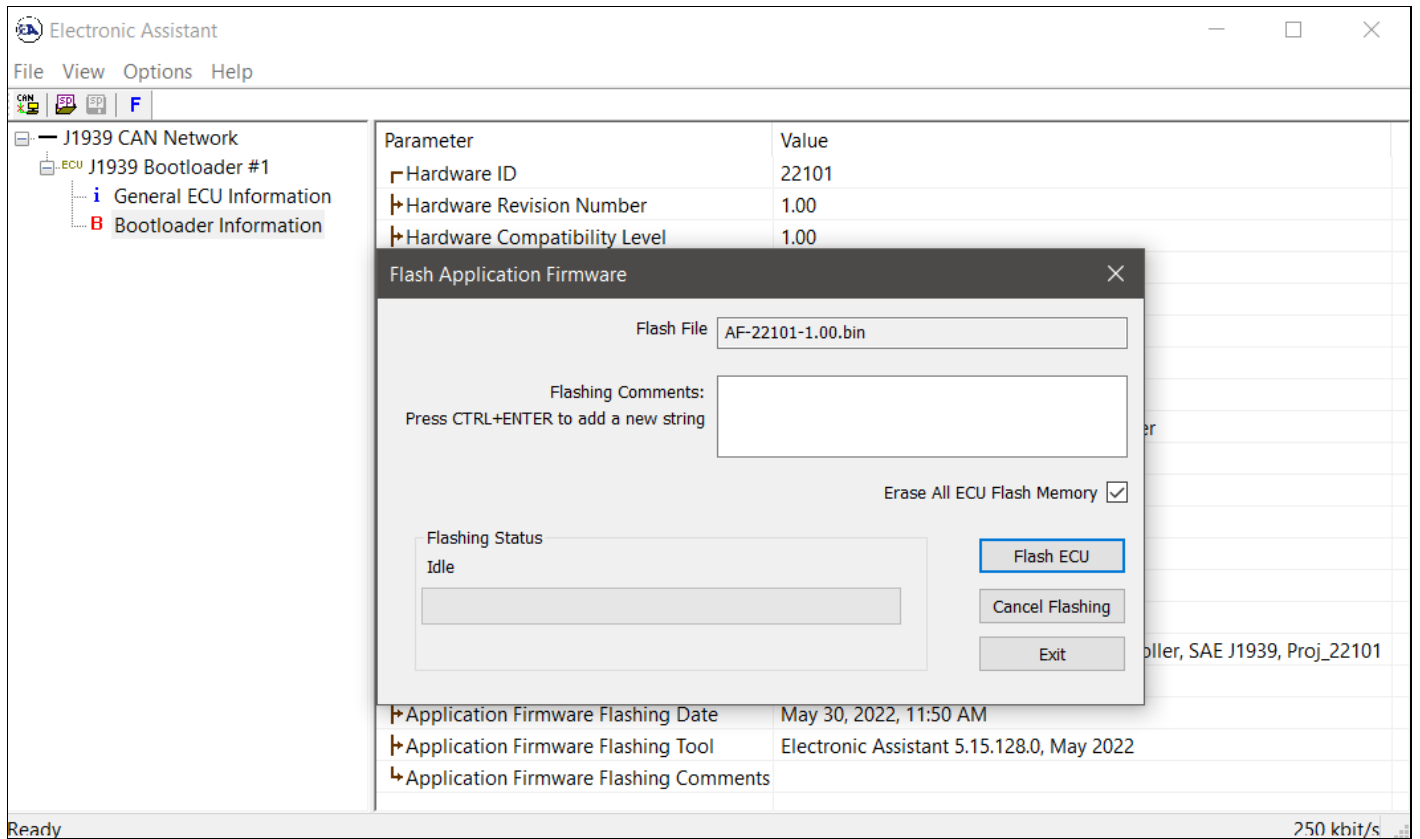 Electronic Assistant
File View Options Help
CAN SP SP F
J1939 CAN Network
ECU J1939 Bootloader #1
i General ECU Information
B Bootloader Information
Parameter Value
Hardware ID 22101
Hardware Revision Number 1.00
Hardware Compatibility Level 1.00
Flash Application Firmware
Flash File AF-22101-1.00.bin
Flashing Comments:
Press CTRL+ENTER to add a new string
er
Erase All ECU Flash Memory
Flashing Status
Idle
Flash ECU
Cancel Flashing
Exit
oller, SAE J1939, Proj_22101
Application Firmware Flashing Date May 30, 2022, 11:50 AM
Application Firmware Flashing Tool Electronic Assistant 5.15.128.0, May 2022
Application Firmware Flashing Comments
Ready 250 kbit/s